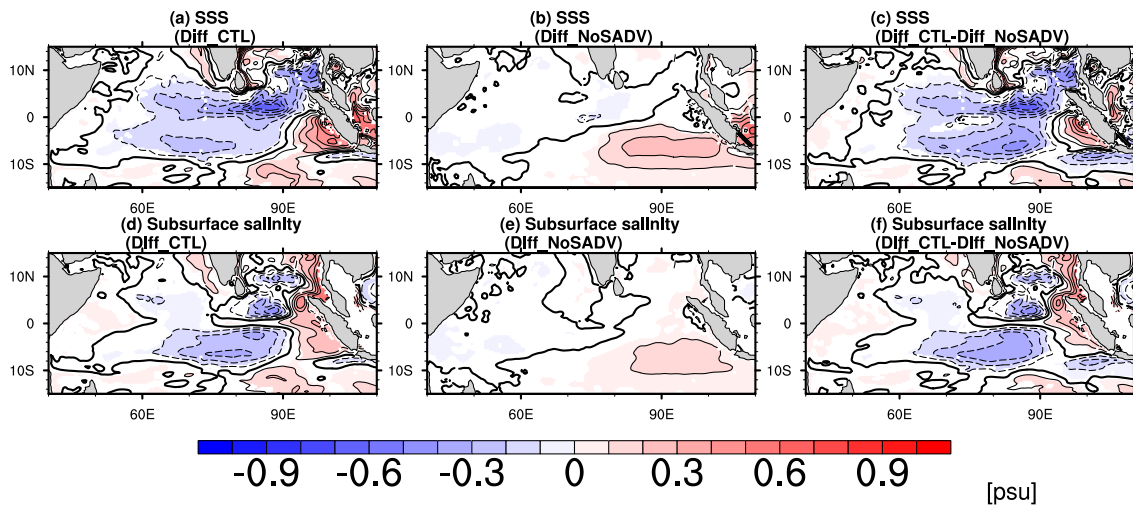 (a) SSS
(Diff_CTL)
(b) SSS
(Diff_NoSADV)
(c) SSS
(Diff_CTL-Diff_NoSADV)
10N
0
10S
60E
90E
10N
0
10S
60E
90E
10N
0
10S
60E
90E
(d) Subsurface salinity
(Diff_CTL)
(e) Subsurface salinity
(Diff_NoSADV)
(f) Subsurface salinity
(Diff_CTL-Diff_NoSADV)
10N
0
10S
60E
90E
10N
0
10S
60E
90E
10N
0
10S
60E
90E
-0.9 -0.6 -0.3 0 0.3 0.6 0.9
[psu]